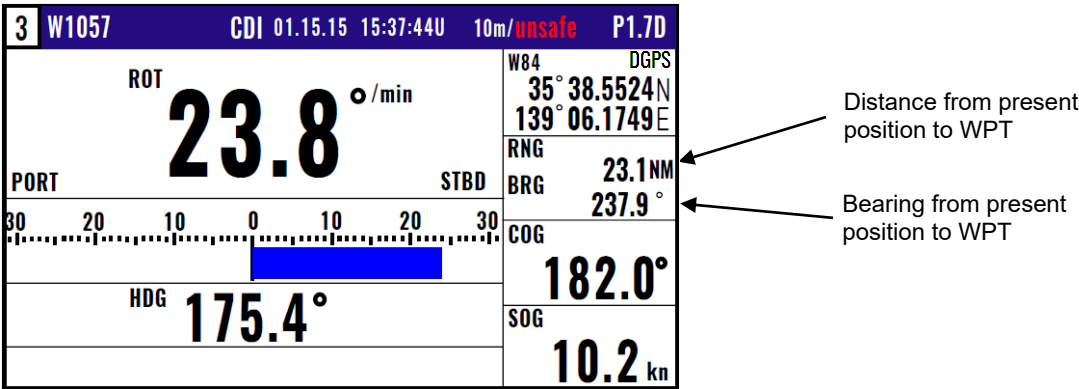 3 W1057 CDI 01.15.15 15:37:44U 10m/unsafe P1.7D
ROT 23.8 °/min
PORT STBD
30 20 10 0 10 20 30
HDG 175.4°
W84 DGPS
35° 38.5524N
139° 06.1749E
RNG 23.1 NM
BRG 237.9 °
COG
182.0°
SOG
10.2 kn
Distance from present
position to WPT
Bearing from present
position to WPT